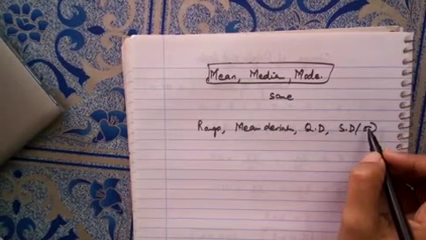 Mean, Median, Mode.
same
Range, Mean deviation, Q.D, S.D/σ